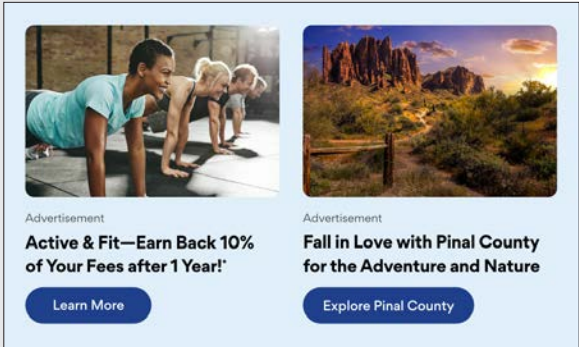 Advertisement
Active & Fit—Earn Back 10%
of Your Fees after 1 Year!*
Learn More
Advertisement
Fall in Love with Pinal County
for the Adventure and Nature
Explore Pinal County